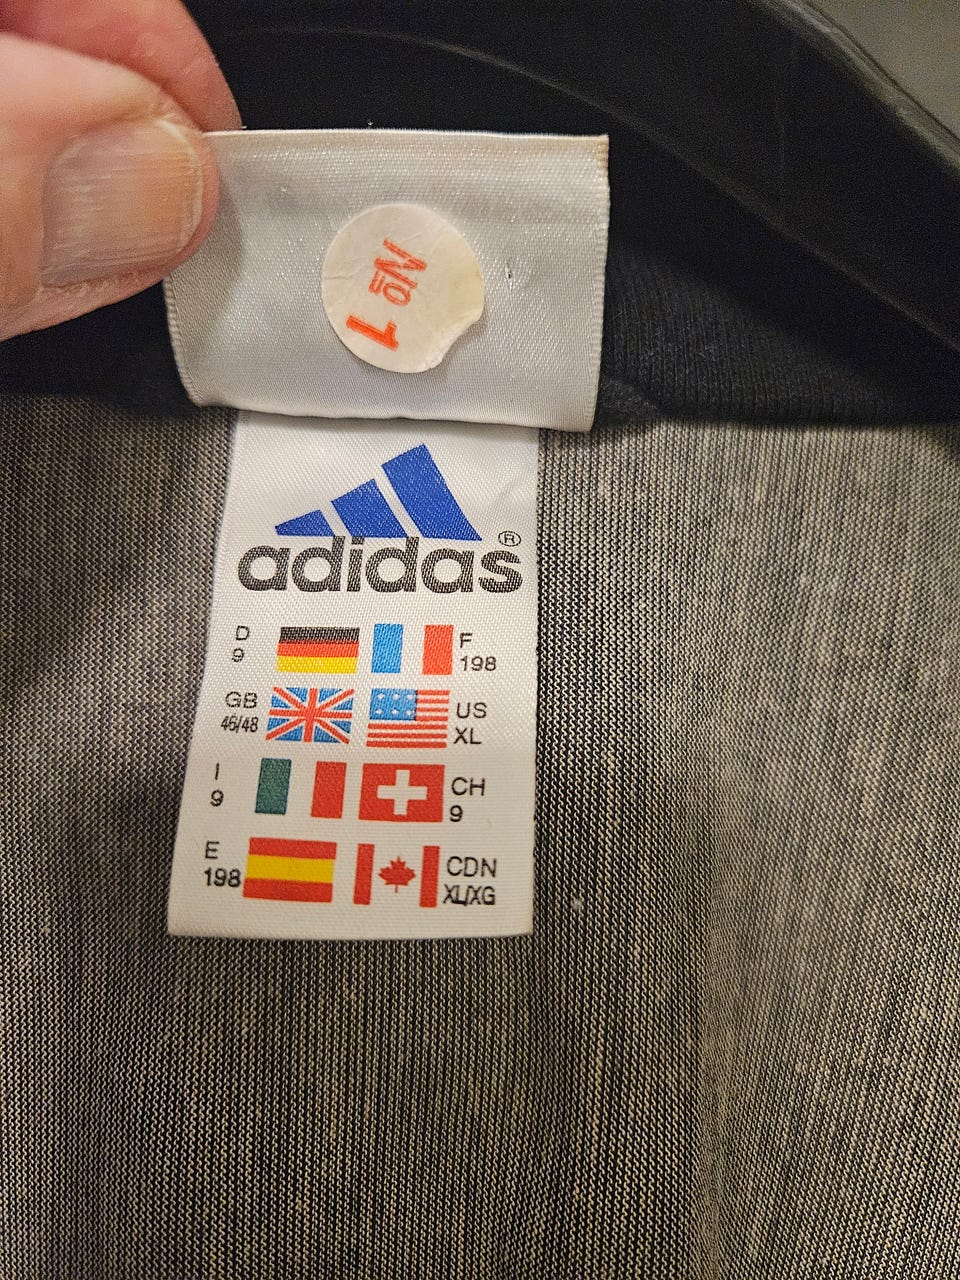 № 1
adidas®
D
9
F
198
GB
46/48
US
XL
I
9
CH
9
E
198
CDN
XL/XG